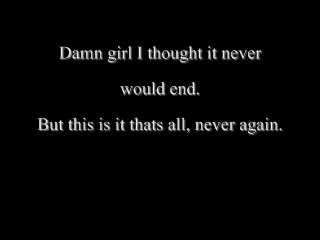 Damn girl I thought it never
would end.
But this is it thats all, never again.